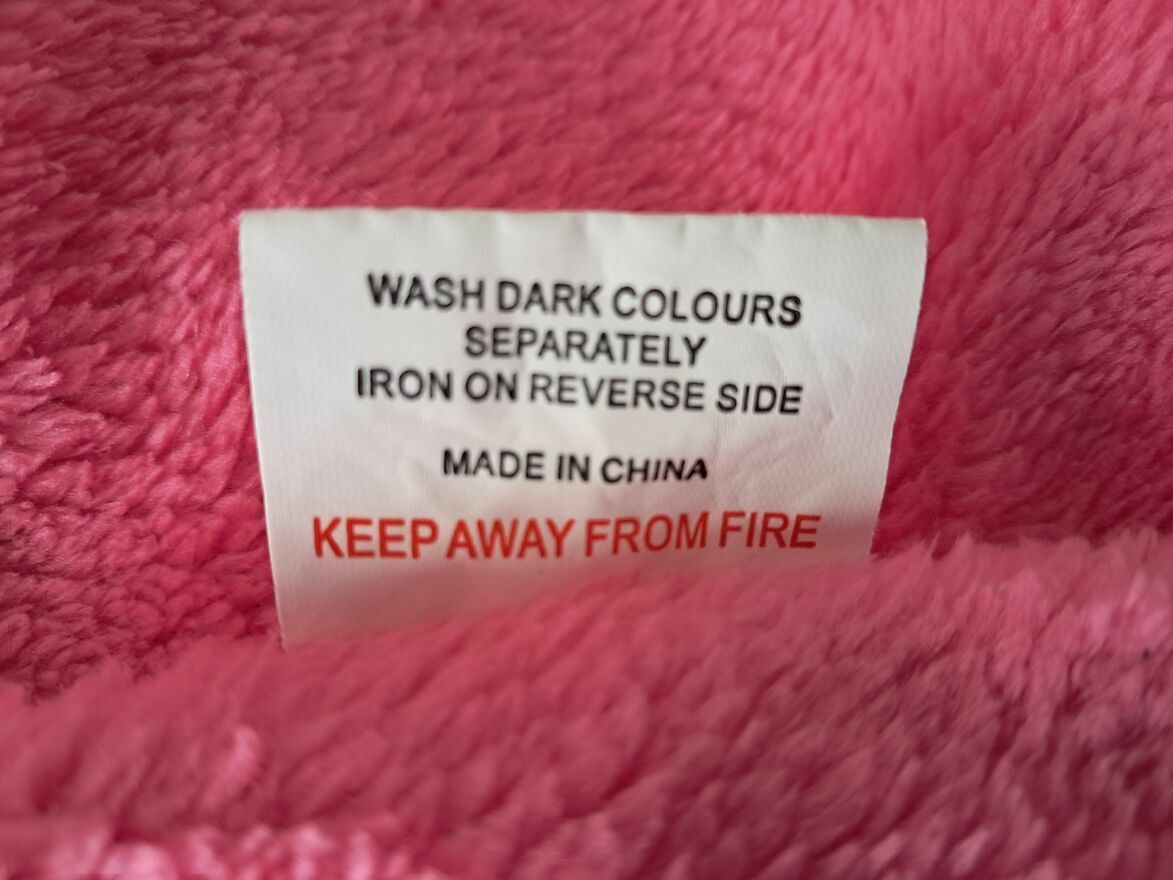 WASH DARK COLOURS
SEPARATELY
IRON ON REVERSE SIDE
MADE IN CHINA
KEEP AWAY FROM FIRE